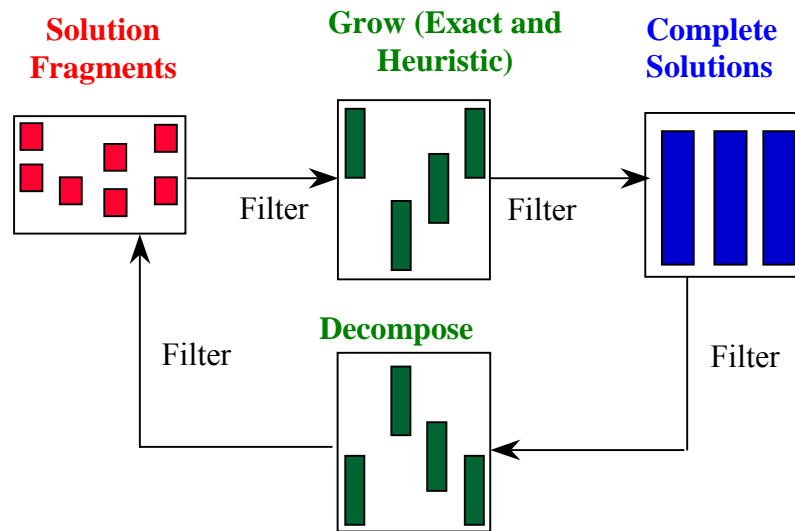 Solution
Fragments
Grow (Exact and
Heuristic)
Complete
Solutions
Filter
Filter
Decompose
Filter
Filter